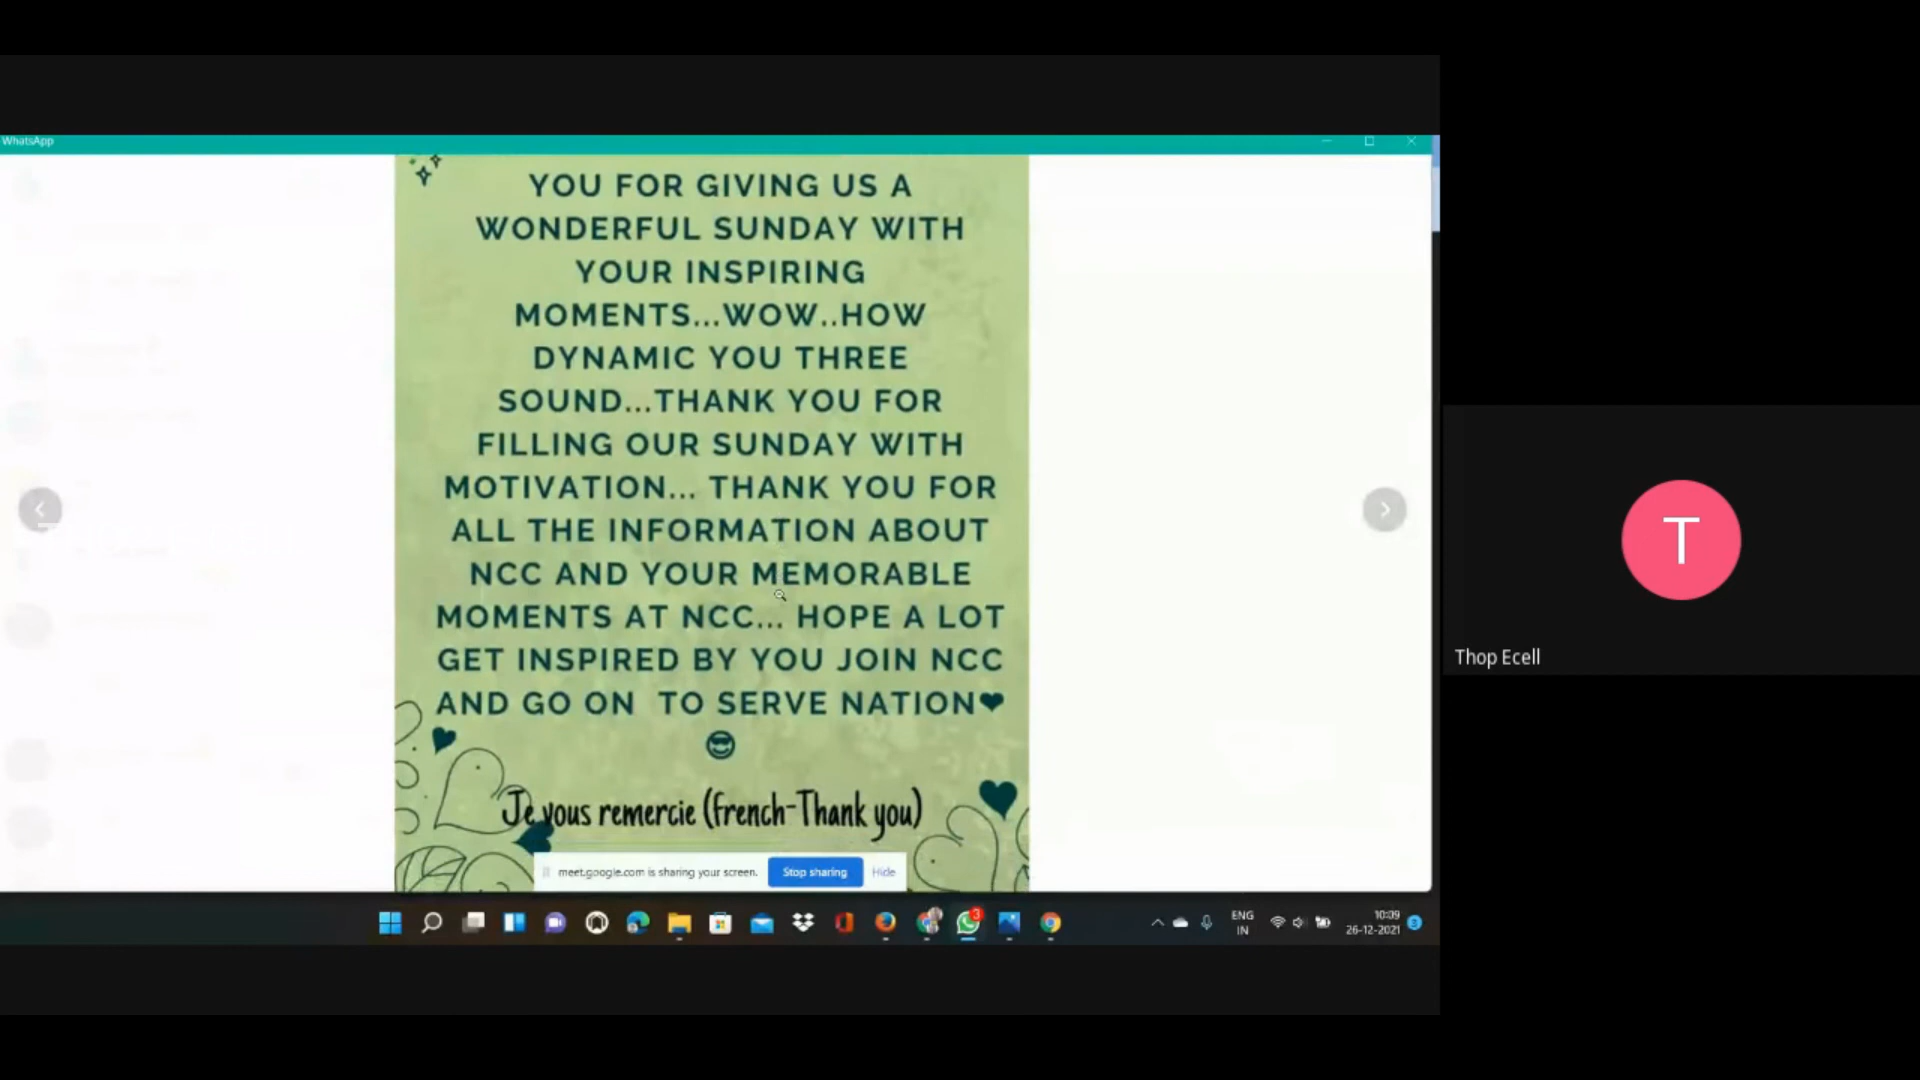 WhatsApp
YOU FOR GIVING US A
WONDERFUL SUNDAY WITH
YOUR INSPIRING
MOMENTS...WOW..HOW
DYNAMIC YOU THREE
SOUND...THANK YOU FOR
FILLING OUR SUNDAY WITH
MOTIVATION... THANK YOU FOR
ALL THE INFORMATION ABOUT
NCC AND YOUR MEMORABLE
MOMENTS AT NCC... HOPE A LOT
GET INSPIRED BY YOU JOIN NCC
AND GO ON TO SERVE NATION❤
😎
Je vous remercie (french-Thank you)
meet.google.com is sharing your screen. Stop sharing Hide
T
Thop Ecell
3
ENG
IN
10:09
26-12-2021
3